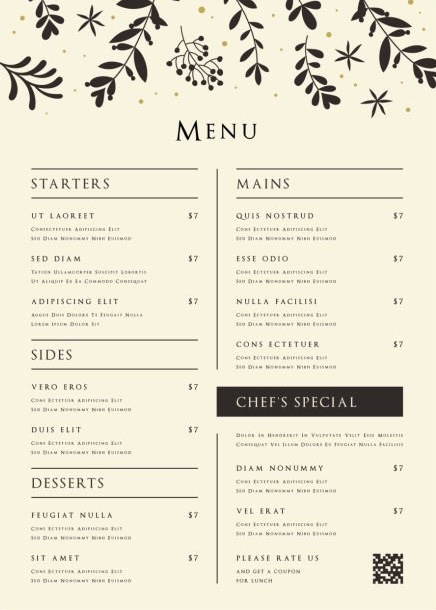 MENU
STARTERS
UT LAOREET $7
CONSECTETUER ADIPISCING ELIT
SED DIAM NONUMMY NIBH EUISMOD
SED DIAM $7
TATION ULLAMCORPER SUSCIPIT LOBORTIS
UT ALIQUIP EX EA COMMODO CONSEQUAT
ADIPISCING ELIT $7
AUGUE DUIS DOLORE TE FEUGAIT NULLA
LOREM IPSUM DOLOR SIT
SIDES
VERO EROS $7
CONS ECTETUER ADIPISCING ELIT
SED DIAM NONUMMY NIBH EUISMOD
DUIS ELIT $7
CONS ECTETUER ADIPISCING ELIT
SED DIAM NONUMMY NIBH EUISMOD
DESSERTS
FEUGIAT NULLA $7
CONS ECTETUER ADIPISCING ELIT
SED DIAM NONUMMY NIBH EUISMOD
SIT AMET $7
CONS ECTETUER ADIPISCING ELIT
SED DIAM NONUMMY NIBH EUISMOD
MAINS
QUIS NOSTRUD $7
CONS ECTETUER ADIPISCING ELIT
SED DIAM NONUMMY NIBH EUISMOD
ESSE ODIO $7
CONS ECTETUER ADIPISCING ELIT
SED DIAM NONUMMY NIBH EUISMOD
NULLA FACILISI $7
CONS ECTETUER ADIPISCING ELIT
SED DIAM NONUMMY NIBH EUISMOD
CONS ECTETUER $7
CONS ECTETUER ADIPISCING ELIT
SED DIAM NONUMMY NIBH EUISMOD
CHEF'S SPECIAL
DOLOR IN HENDRERIT IN VULPUTATE VELIT ESSE MOLESTIE
CONSEQUAT VEL ILLUM DOLORE EU FEUGIAT NULLA FACILISIS
DIAM NONUMMY $7
CONS ECTETUER ADIPISCING ELIT
SED DIAM NONUMMY NIBH EUISMOD
VEL ERAT $7
CONS ECTETUER ADIPISCING ELIT
SED DIAM NONUMMY NIBH EUISMOD
PLEASE RATE US
AND GET A COUPON
FOR LUNCH